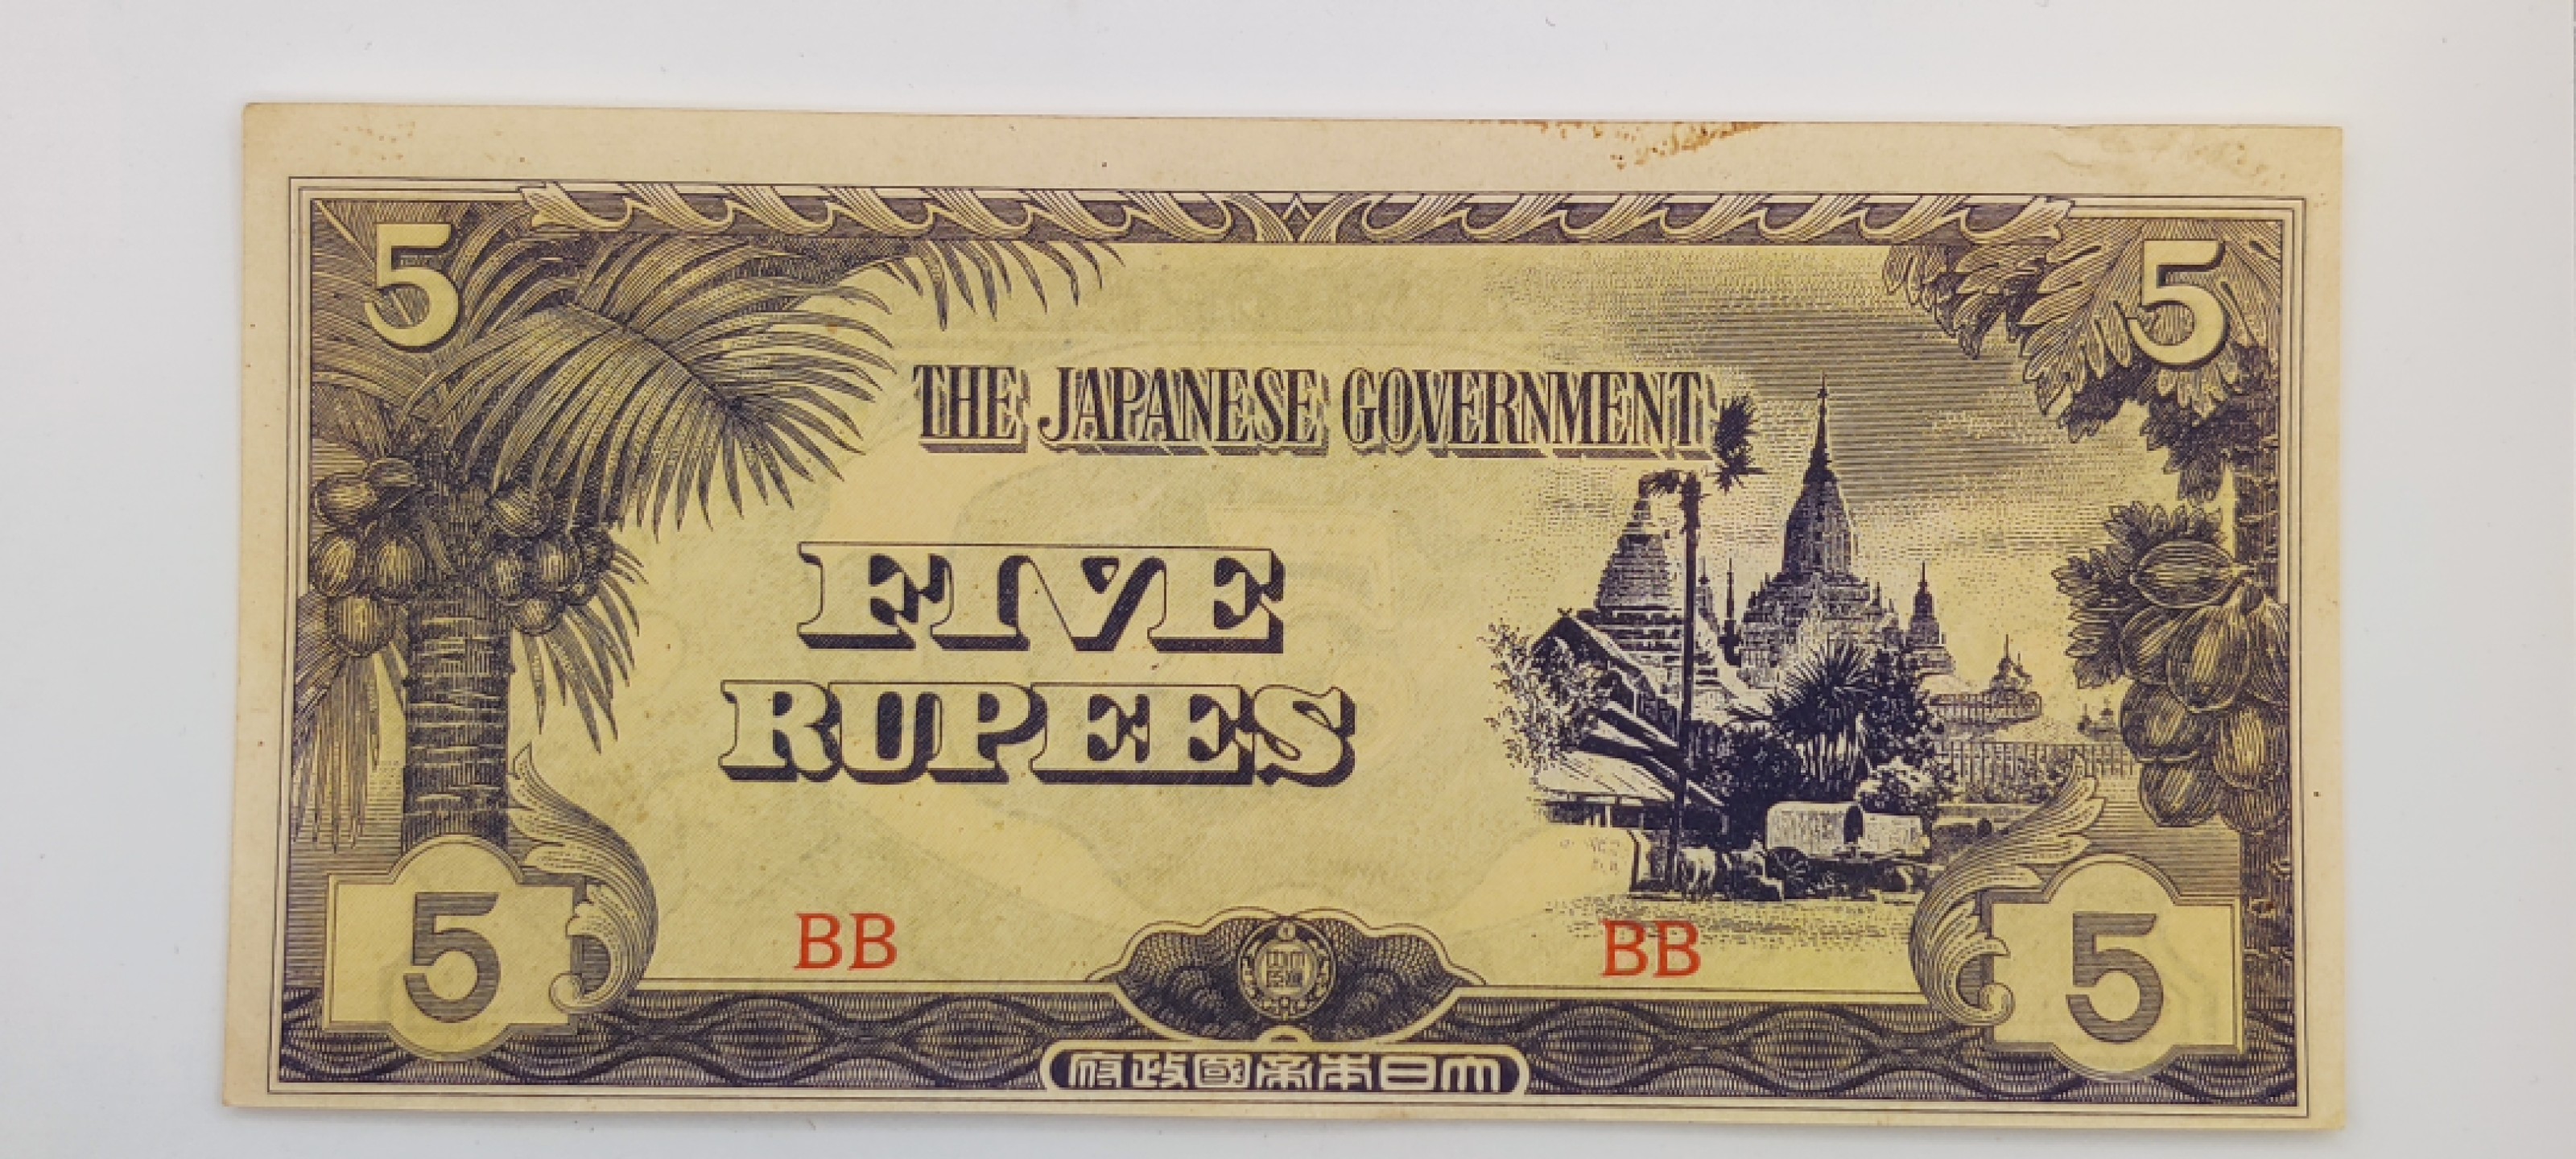 5 5
THE JAPANESE GOVERNMENT
FIVE
RUPEES
BB BB
5 5
府政國帝本日大